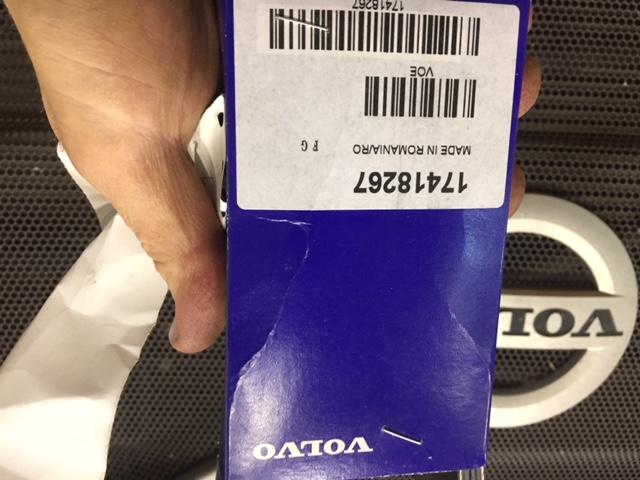 VOLVO
17418267
MADE IN ROMANIA/RO F G
VOE
17418267
VOLVO